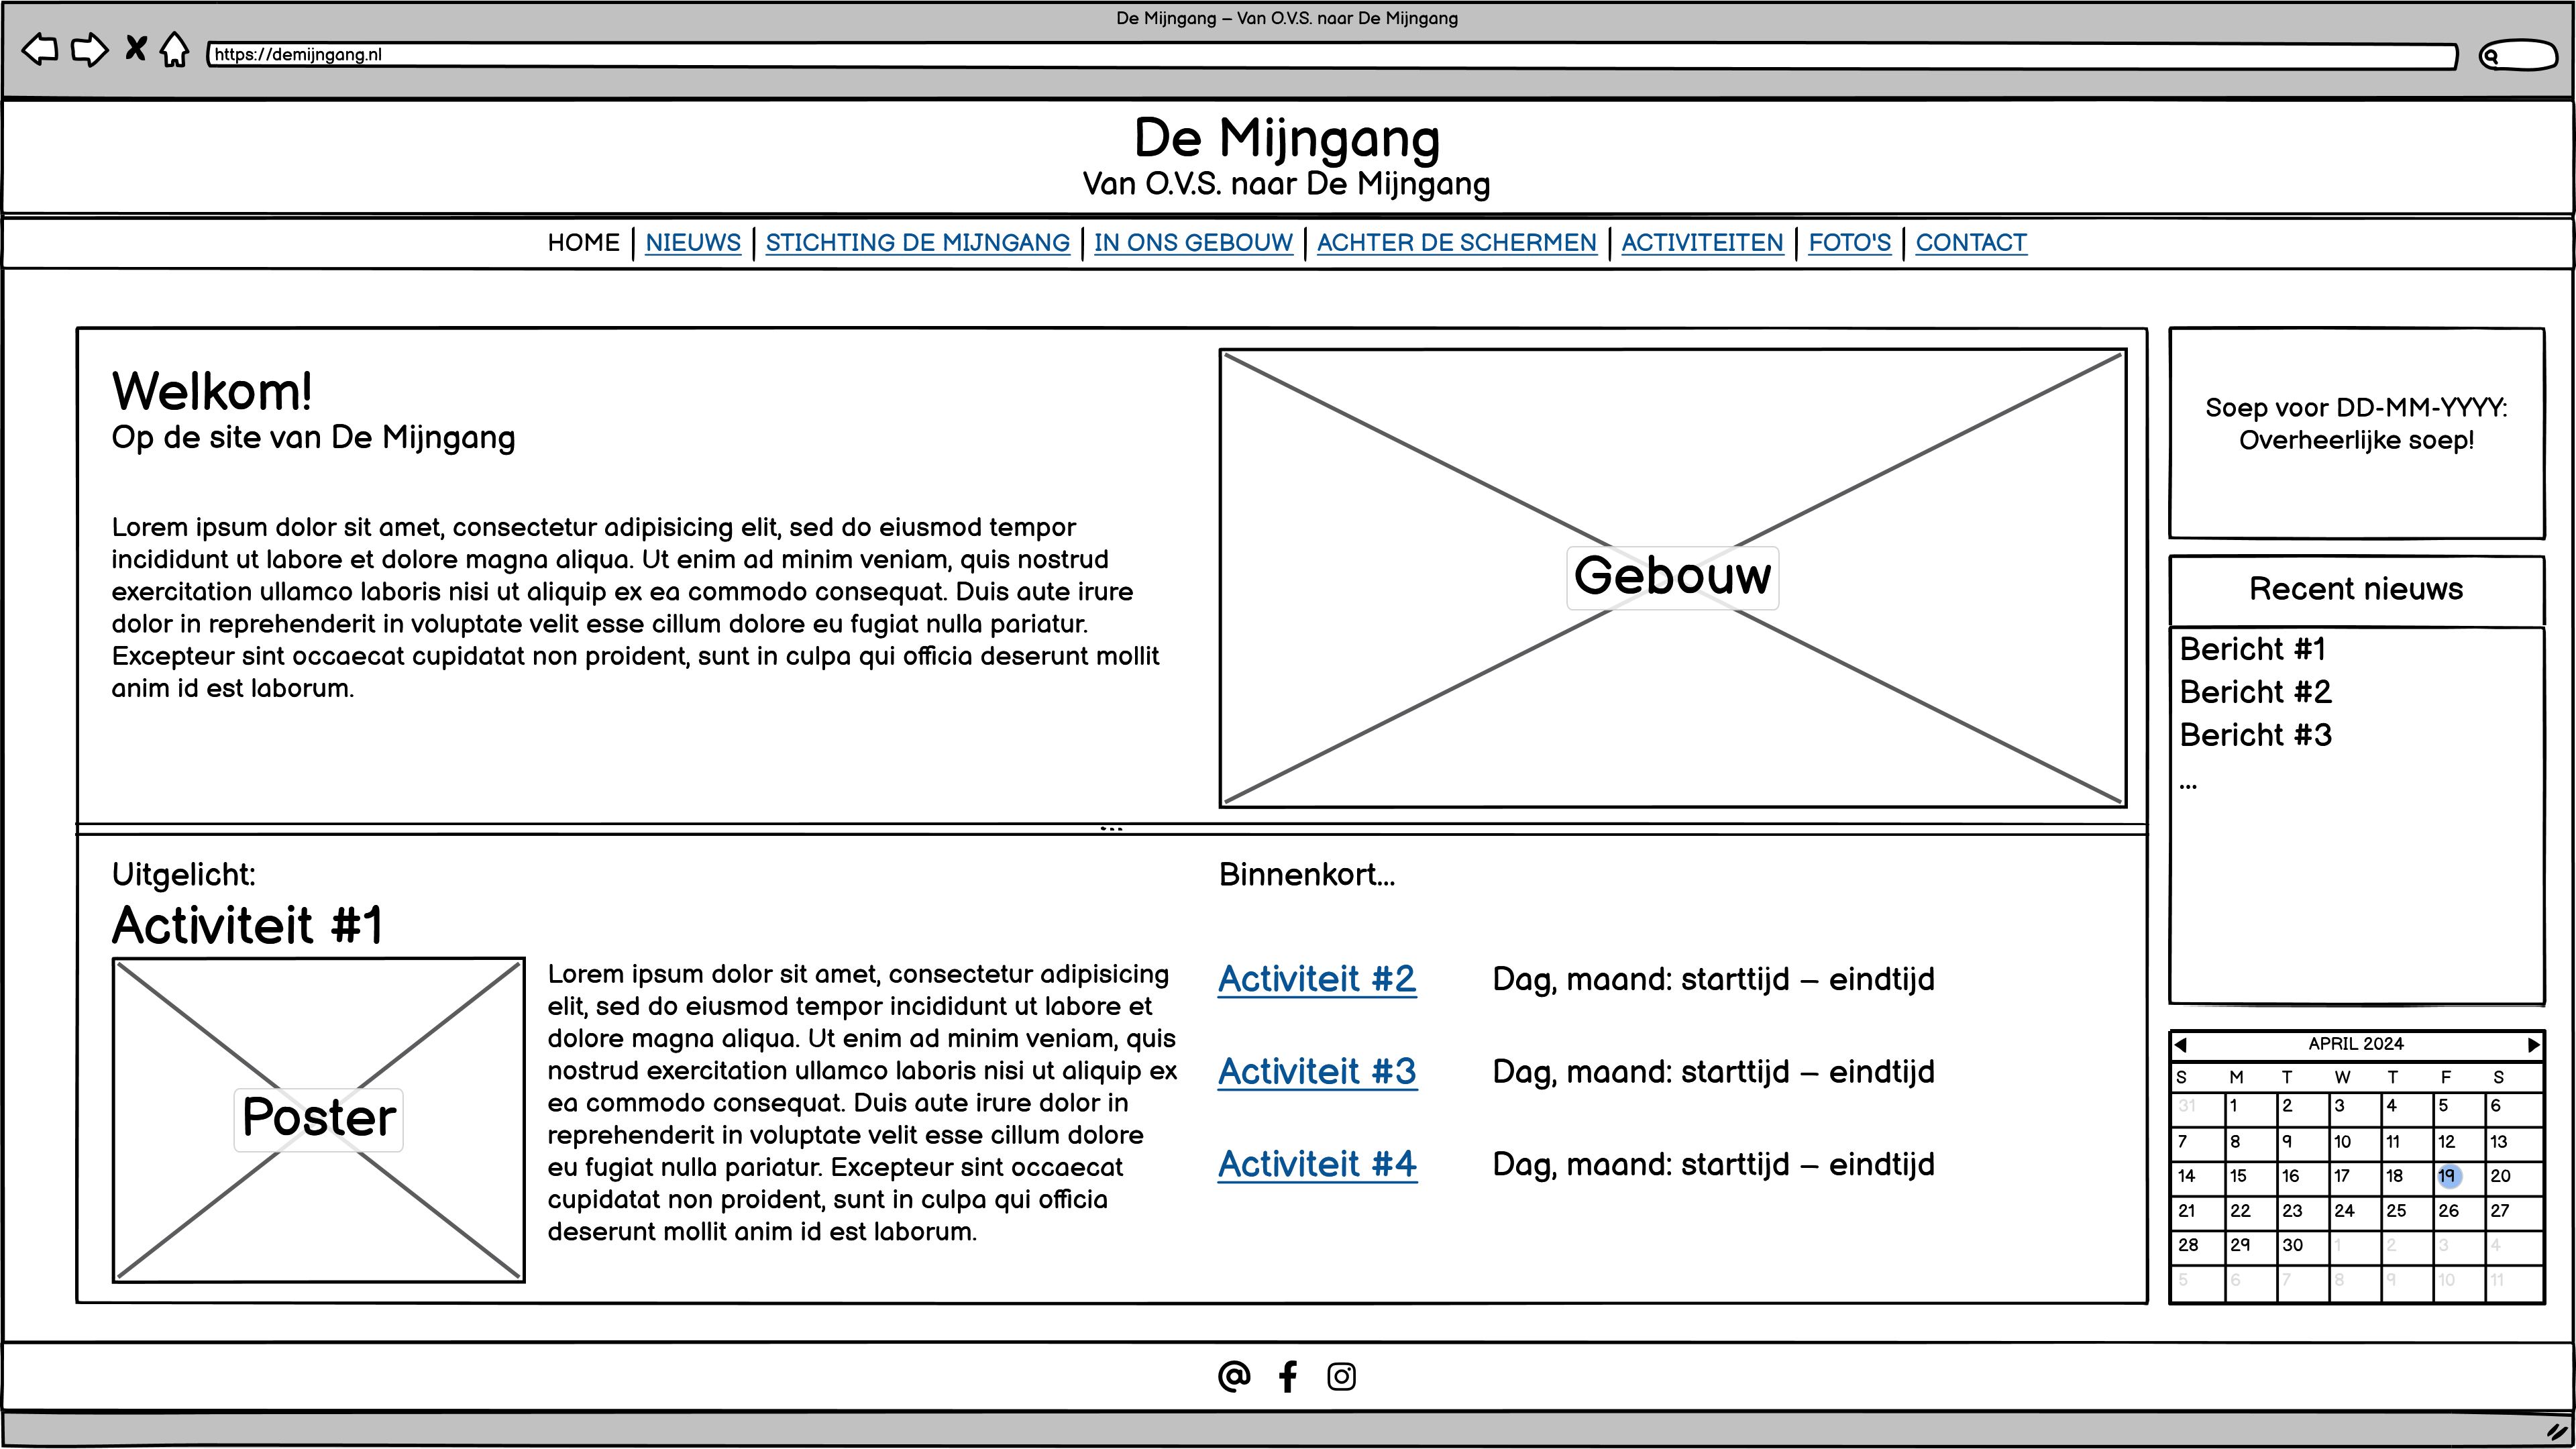 De Mijngang – Van O.V.S. naar De Mijngang
https://demijngang.nl
De Mijngang
Van O.V.S. naar De Mijngang
HOME | NIEUWS | STICHTING DE MIJNGANG | IN ONS GEBOUW | ACHTER DE SCHERMEN | ACTIVITEITEN | FOTO'S | CONTACT
Welkom!
Op de site van De Mijngang
Lorem ipsum dolor sit amet, consectetur adipisicing elit, sed do eiusmod tempor
incididunt ut labore et dolore magna aliqua. Ut enim ad minim veniam, quis nostrud
exercitation ullamco laboris nisi ut aliquip ex ea commodo consequat. Duis aute irure
dolor in reprehenderit in voluptate velit esse cillum dolore eu fugiat nulla pariatur.
Excepteur sint occaecat cupidatat non proident, sunt in culpa qui officia deserunt mollit
anim id est laborum.
Gebouw
Uitgelicht:
Activiteit #1
Poster
Lorem ipsum dolor sit amet, consectetur adipisicing
elit, sed do eiusmod tempor incididunt ut labore et
dolore magna aliqua. Ut enim ad minim veniam, quis
nostrud exercitation ullamco laboris nisi ut aliquip ex
ea commodo consequat. Duis aute irure dolor in
reprehenderit in voluptate velit esse cillum dolore
eu fugiat nulla pariatur. Excepteur sint occaecat
cupidatat non proident, sunt in culpa qui officia
deserunt mollit anim id est laborum.
Binnenkort...
Activiteit #2 Dag, maand: starttijd – eindtijd
Activiteit #3 Dag, maand: starttijd – eindtijd
Activiteit #4 Dag, maand: starttijd – eindtijd
Soep voor DD-MM-YYYY:
Overheerlijke soep!
Recent nieuws
Bericht #1
Bericht #2
Bericht #3
...
APRIL 2024
S M T W T F S
31 1 2 3 4 5 6
7 8 9 10 11 12 13
14 15 16 17 18 19 20
21 22 23 24 25 26 27
28 29 30 1 2 3 4
5 6 7 8 9 10 11